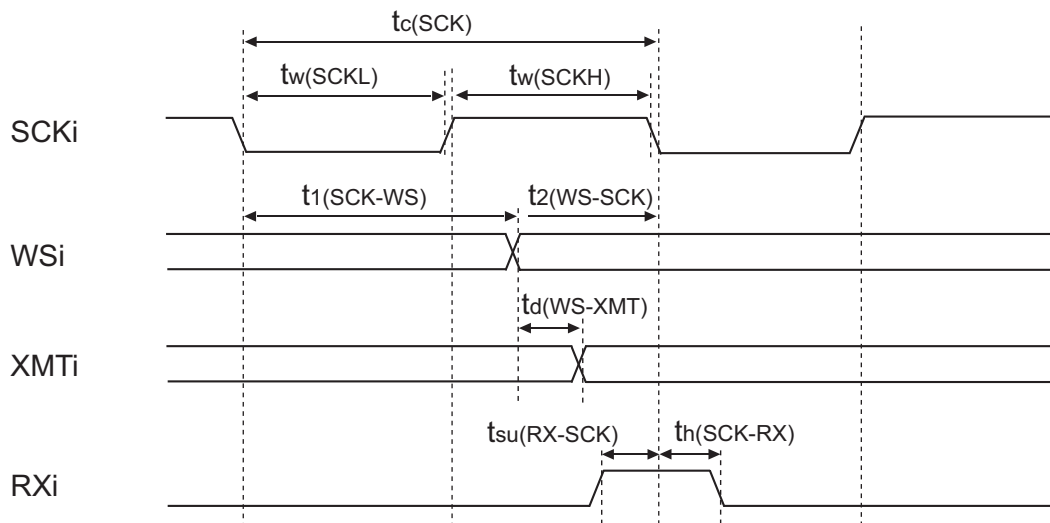 tc(SCK)
tw(SCKL)
tw(SCKH)
SCKi
t1(SCK-WS)
t2(WS-SCK)
WSi
td(WS-XMT)
XMTi
tsu(RX-SCK)
th(SCK-RX)
RXi